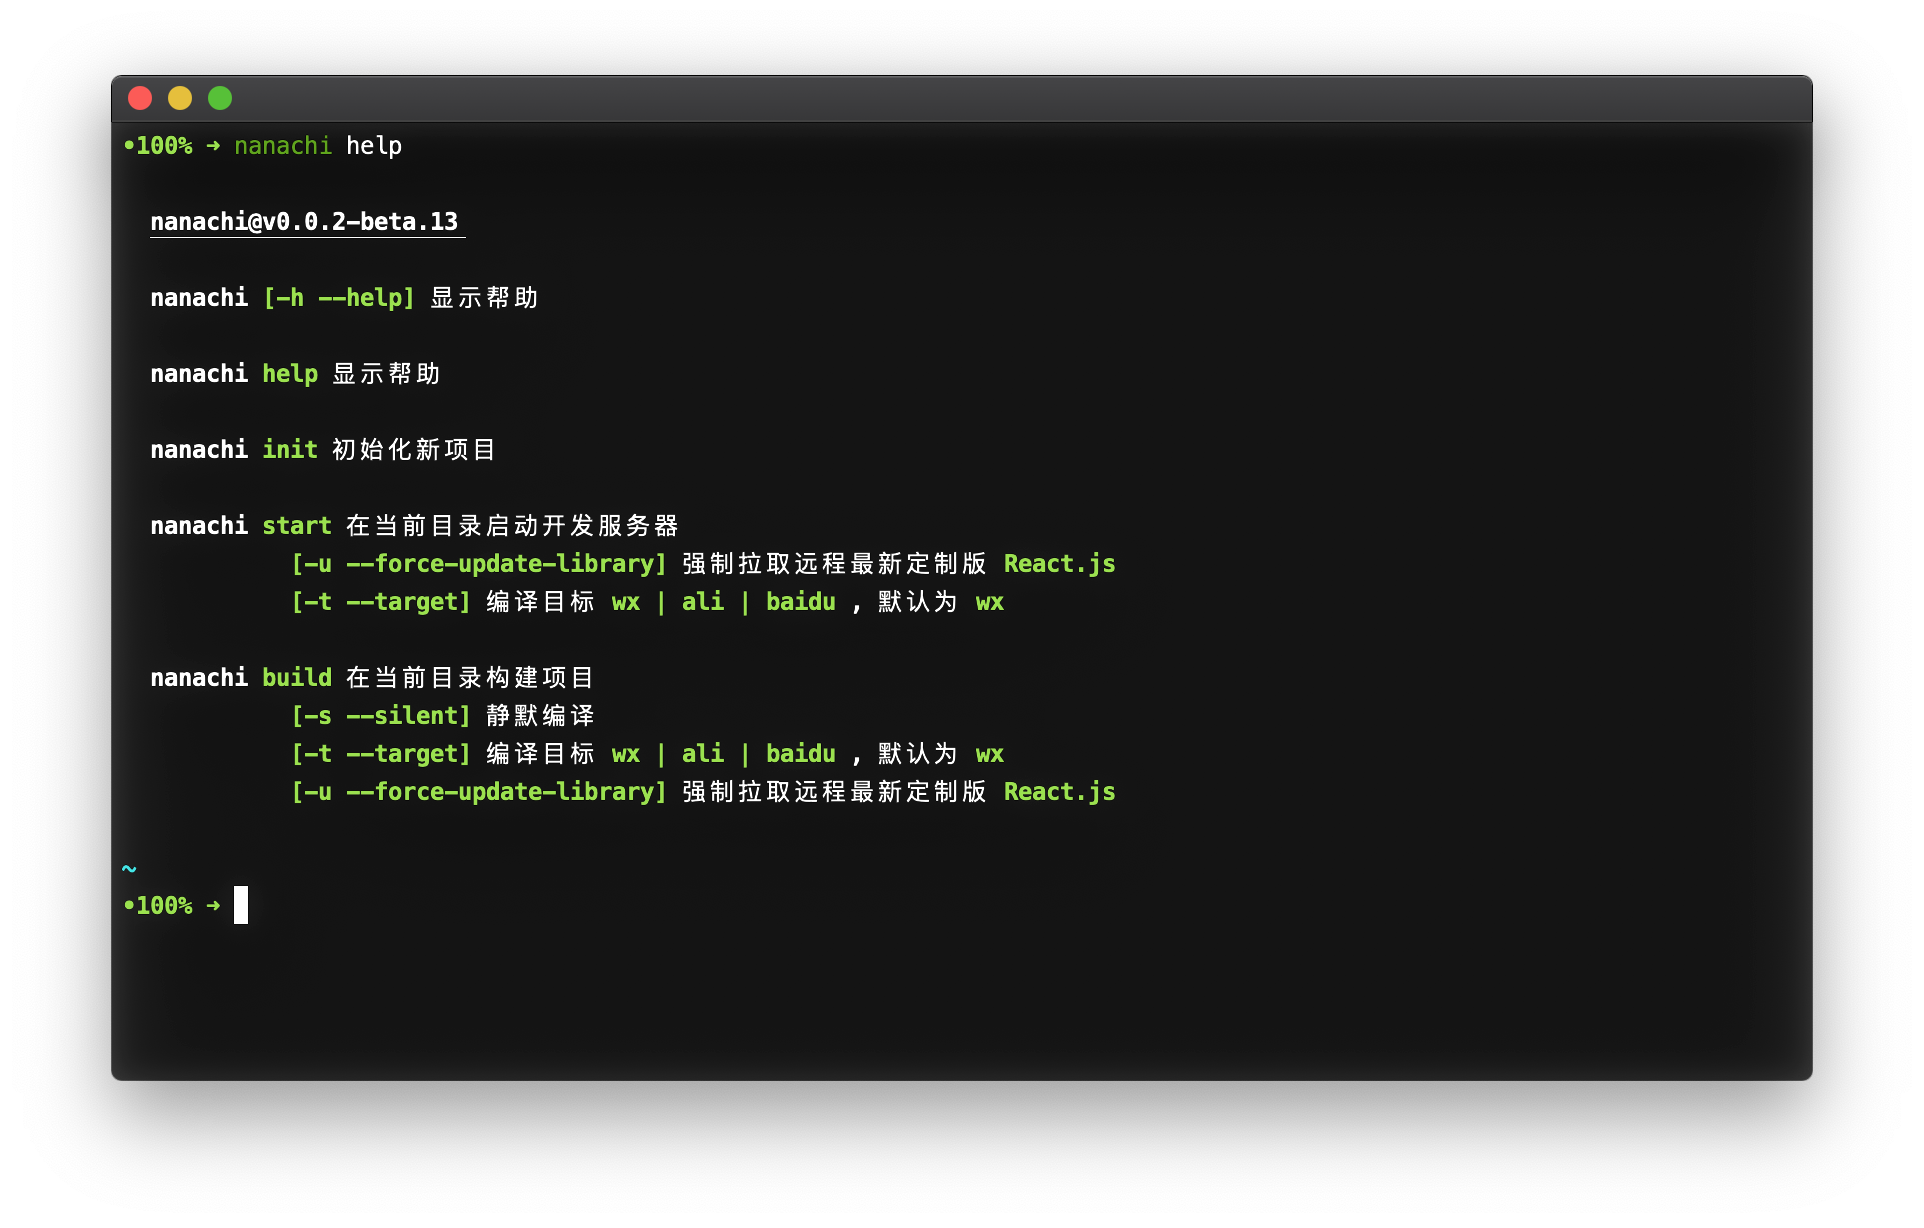 •100% ➜ nanachi help
nanachi@v0.0.2-beta.13
nanachi [-h --help] 显示帮助
nanachi help 显示帮助
nanachi init 初始化新项目
nanachi start 在当前目录启动开发服务器
[-u --force-update-library] 强制拉取远程最新定制版 React.js
[-t --target] 编译目标 wx | ali | baidu , 默认为 wx
nanachi build 在当前目录构建项目
[-s --silent] 静默编译
[-t --target] 编译目标 wx | ali | baidu , 默认为 wx
[-u --force-update-library] 强制拉取远程最新定制版 React.js
~
•100% ➜